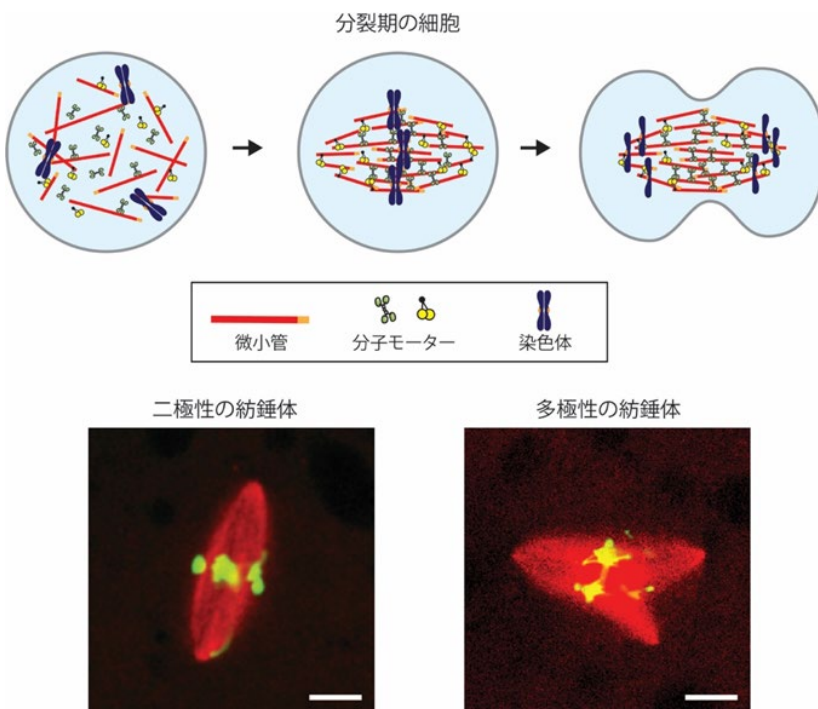 分裂期の細胞
微小管
分子モーター
染色体
二極性の紡錘体
多極性の紡錘体